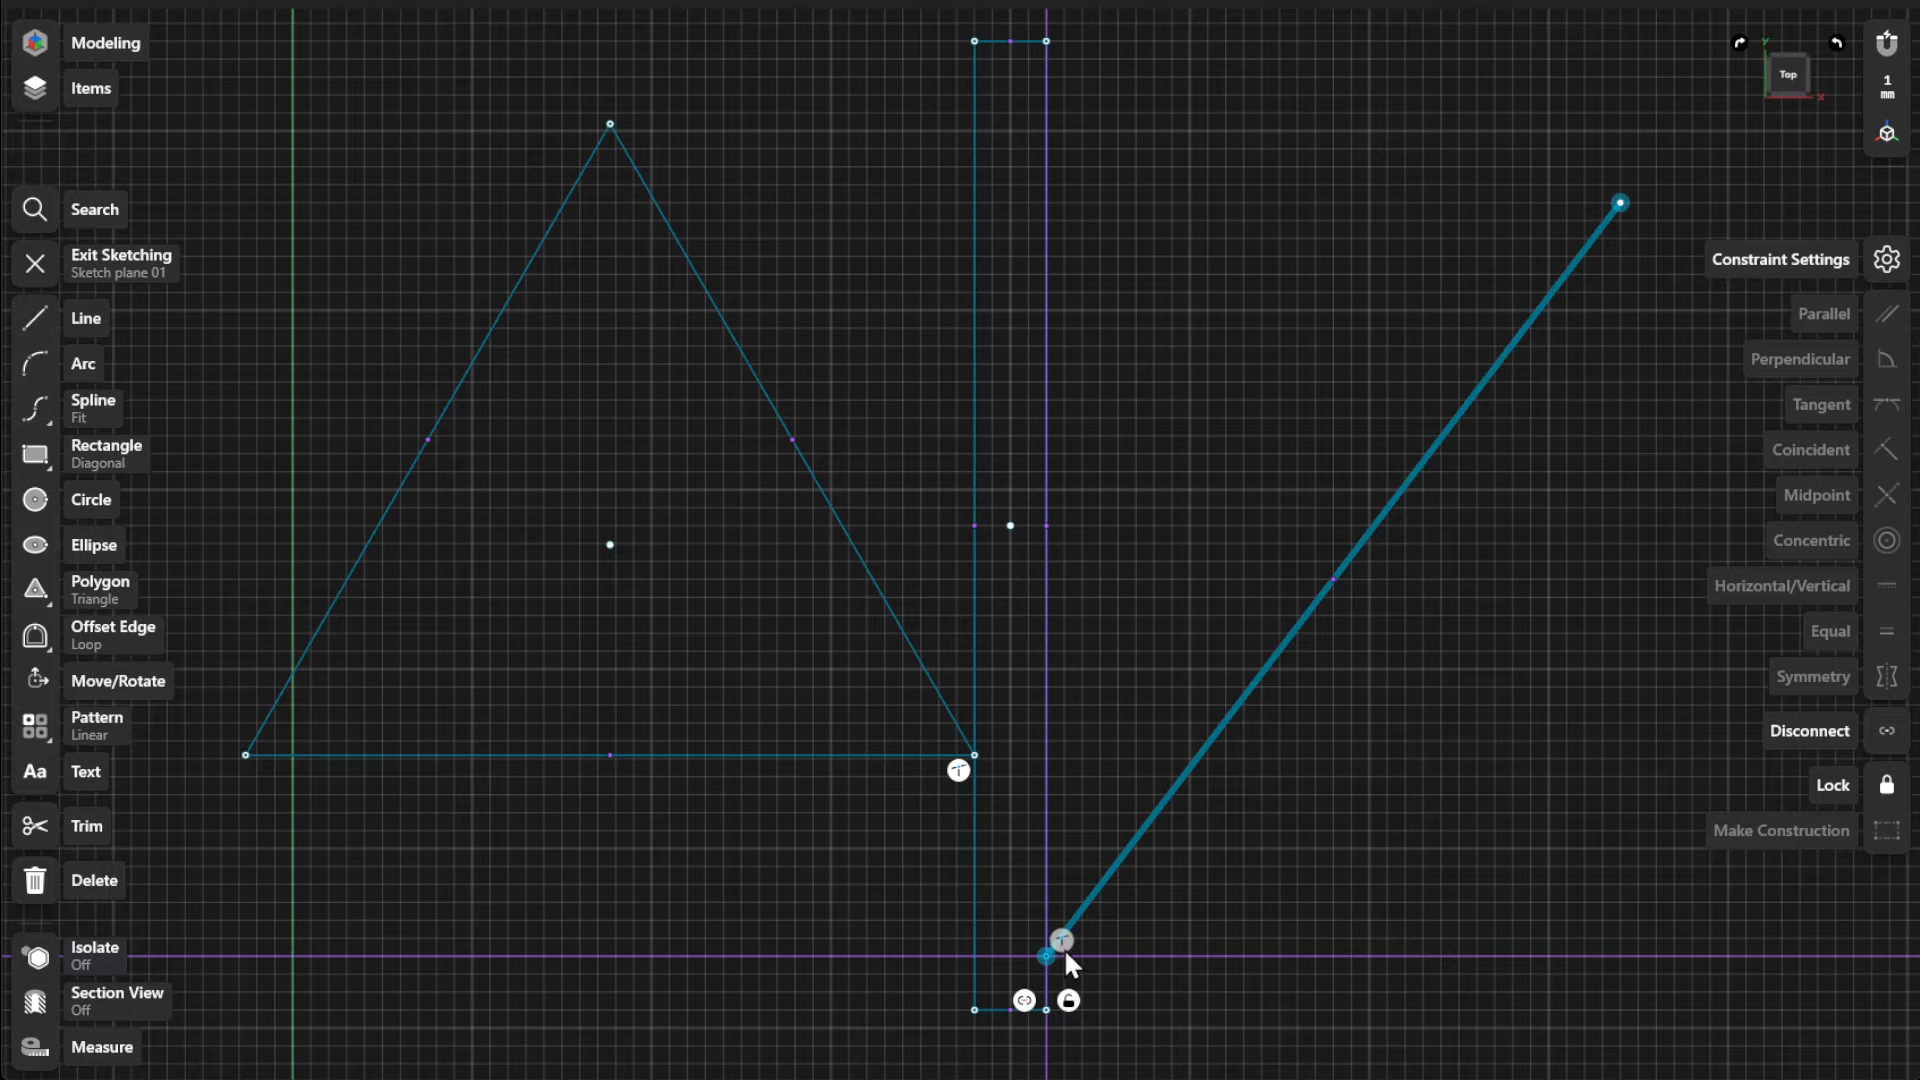 Modeling
Items
Search
Exit Sketching
Sketch plane 01
Line
Arc
Spline
Fit
Rectangle
Diagonal
Circle
Ellipse
Polygon
Triangle
Offset Edge
Loop
Move/Rotate
Pattern
Linear
Aa Text
Trim
Delete
Isolate
Off
Section View
Off
Measure
Y
Top
X
1
mm
Constraint Settings
Parallel
Perpendicular
Tangent
Coincident
Midpoint
Concentric
Horizontal/Vertical
Equal
Symmetry
Disconnect
Lock
Make Construction